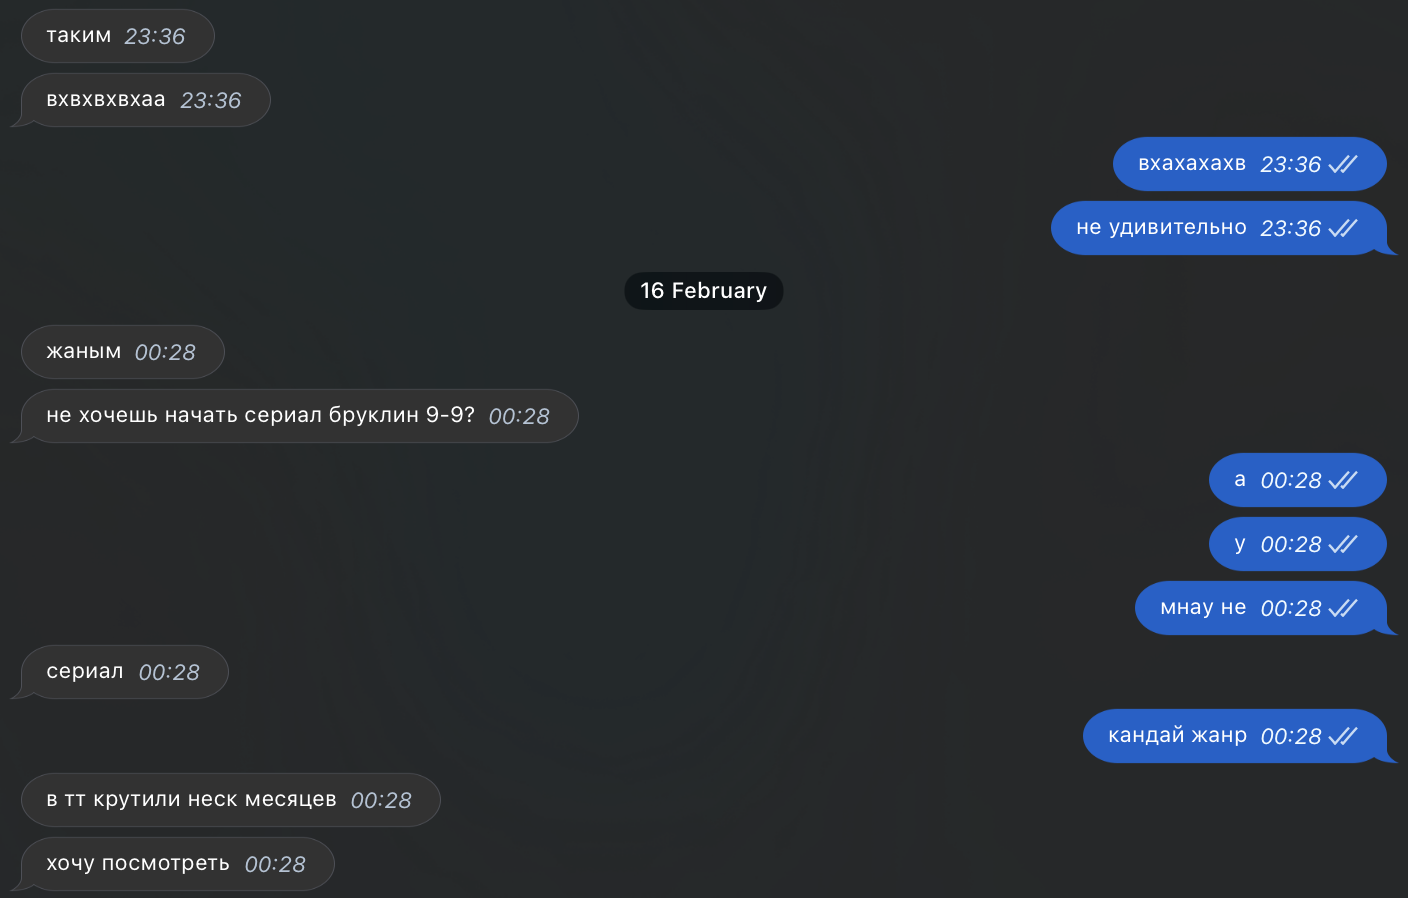 таким 23:36
вхвхвхвхаа 23:36
вхахахахв 23:36
не удивительно 23:36
16 February
жаным 00:28
не хочешь начать сериал бруклин 9-9? 00:28
а 00:28
у 00:28
мнау не 00:28
сериал 00:28
кандай жанр 00:28
в тт крутили неск месяцев 00:28
хочу посмотреть 00:28